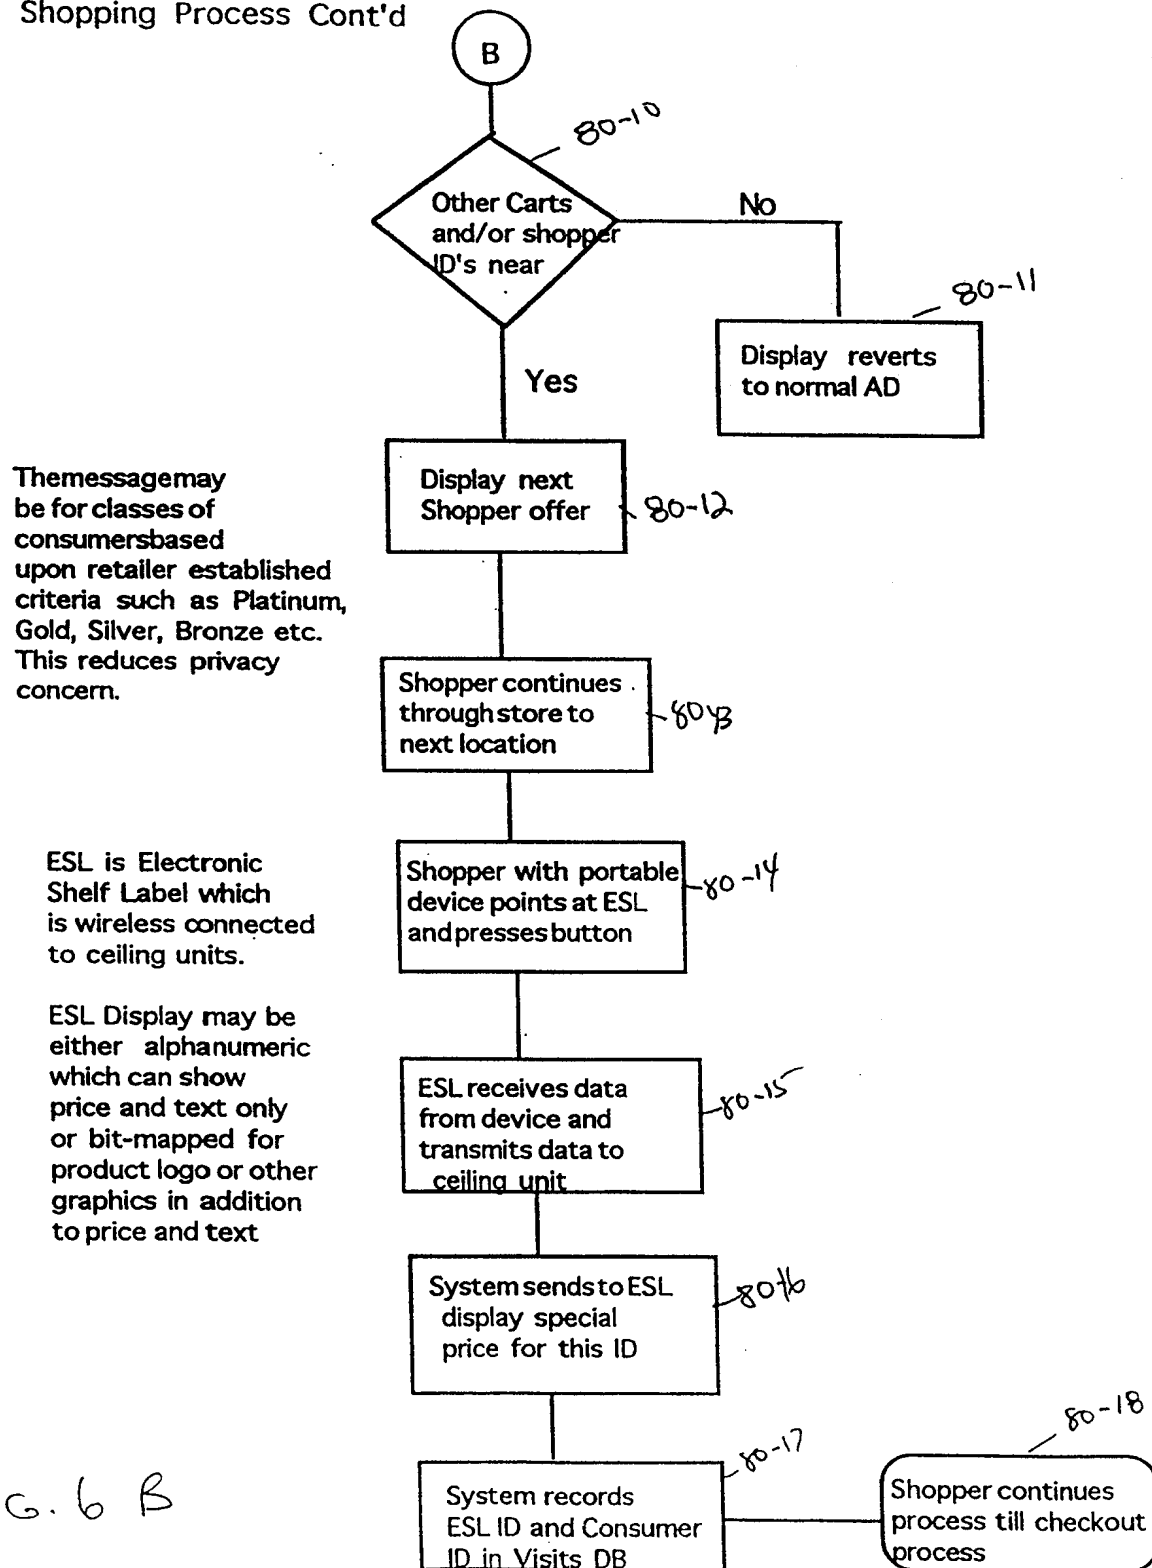 Shopping Process Cont'd
B
80-10
Other Carts
and/or shopper
ID's near
No
80-11
Display reverts
to normal AD
Yes
Display next
Shopper offer
80-12
Themessagemay
be for classes of
consumersbased
upon retailer established
criteria such as Platinum,
Gold, Silver, Bronze etc.
This reduces privacy
concern.
Shopper continues
through store to
next location
80-13
ESL is Electronic
Shelf Label which
is wireless connected
to ceiling units.
Shopper with portable
device points at ESL
and presses button
80-14
ESL Display may be
either alphanumeric
which can show
price and text only
or bit-mapped for
product logo or other
graphics in addition
to price and text
ESL receives data
from device and
transmits data to
ceiling unit
80-15
System sends to ESL
display special
price for this ID
80-16
80-17
System records
ESL ID and Consumer
ID in Visits DB
80-18
Shopper continues
process till checkout
process
G. 6 B